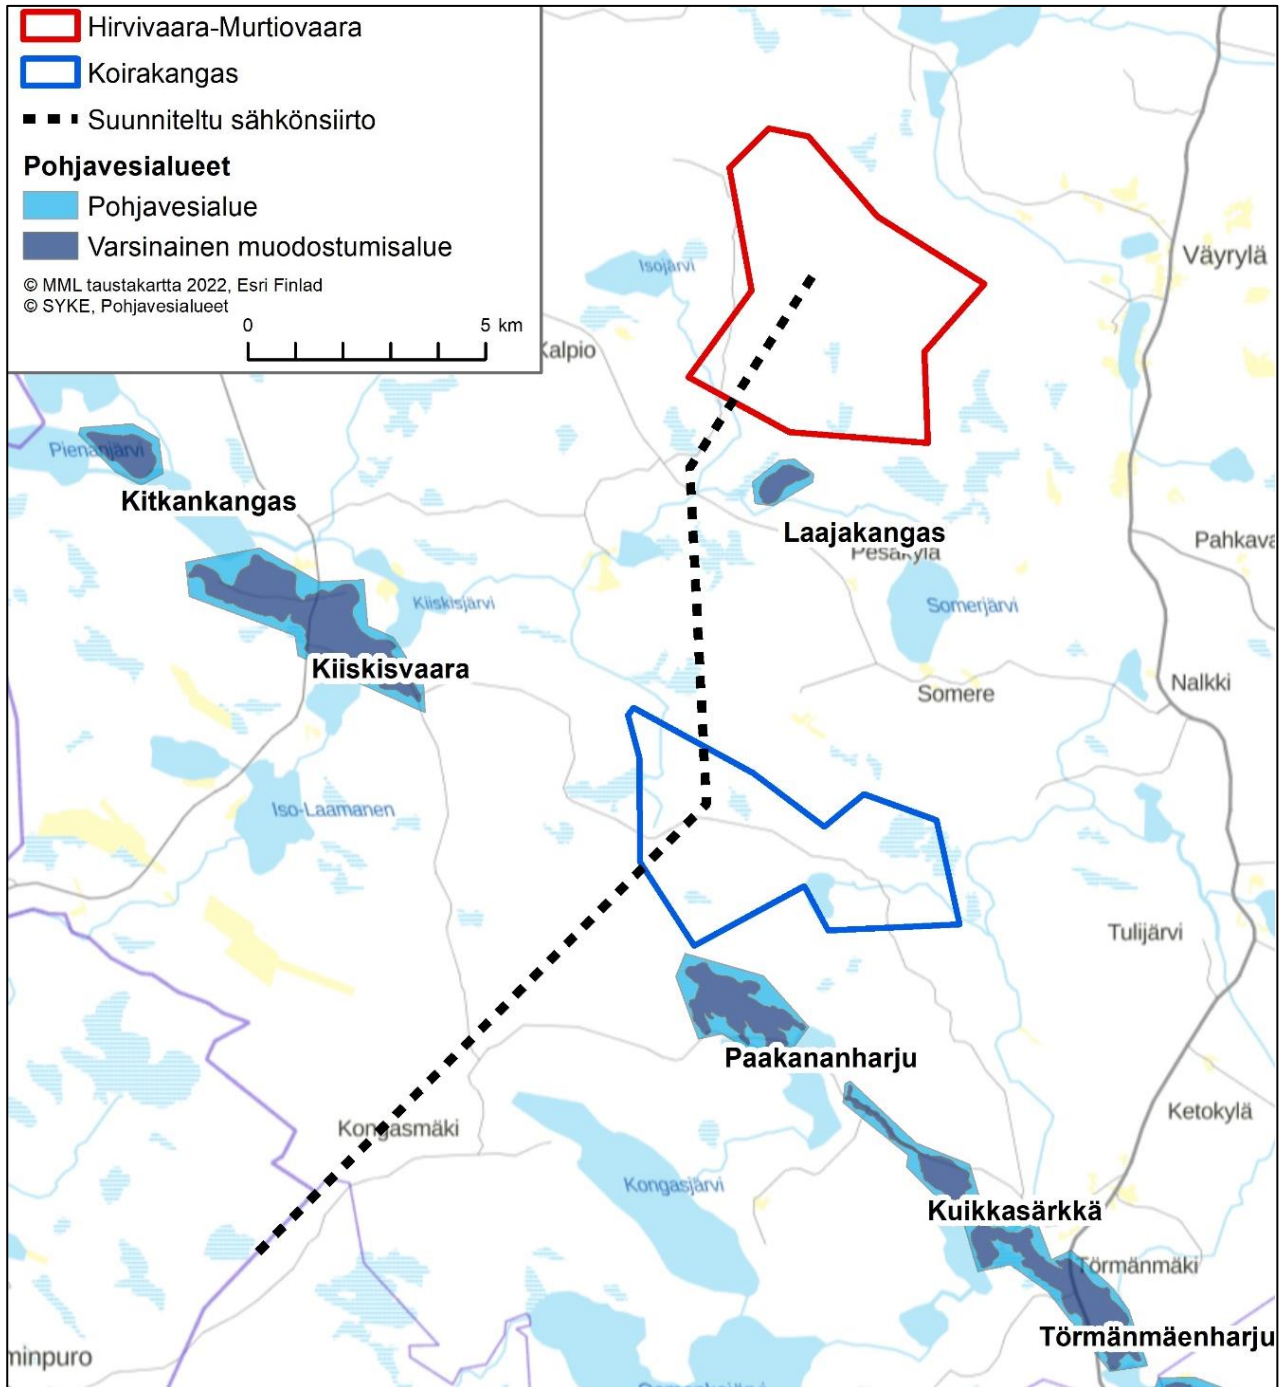 Hirvivaara-Murtiovaara
Koirakangas
Suunniteltu sähkönsiirto
Pohjavesialueet
Pohjavesialue
Varsinainen muodostumisalue
© MML taustakartta 2022, Esri Finlad
© SYKE, Pohjavesialueet
0 5 km
Väyrylä
Isojärvi
Kalpio
Pienanjärvi
Kitkankangas
Laajakangas
Pesäkylä
Pahkava
Kiiskisjärvi
Somerjärvi
Kiiskisvaara
Somere
Nalkki
Iso-Laamanen
Tulijärvi
Paakananharju
Ketokylä
Kongasmäki
Kongasjärvi
Kuikkasärkkä
Törmänmäki
Törmänmäenharju
minpuro